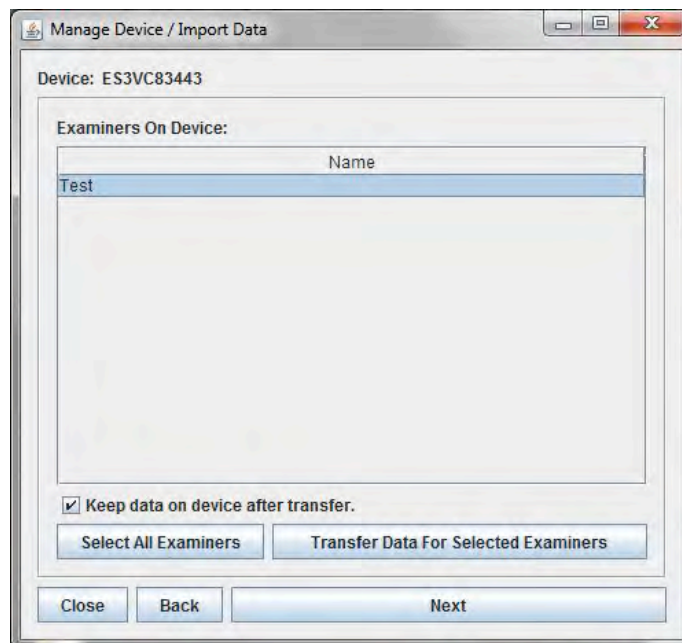 Manage Device / Import Data
Device: ES3VC83443
Examiners On Device:
Name
Test
Keep data on device after transfer.
Select All Examiners Transfer Data For Selected Examiners
Close Back Next